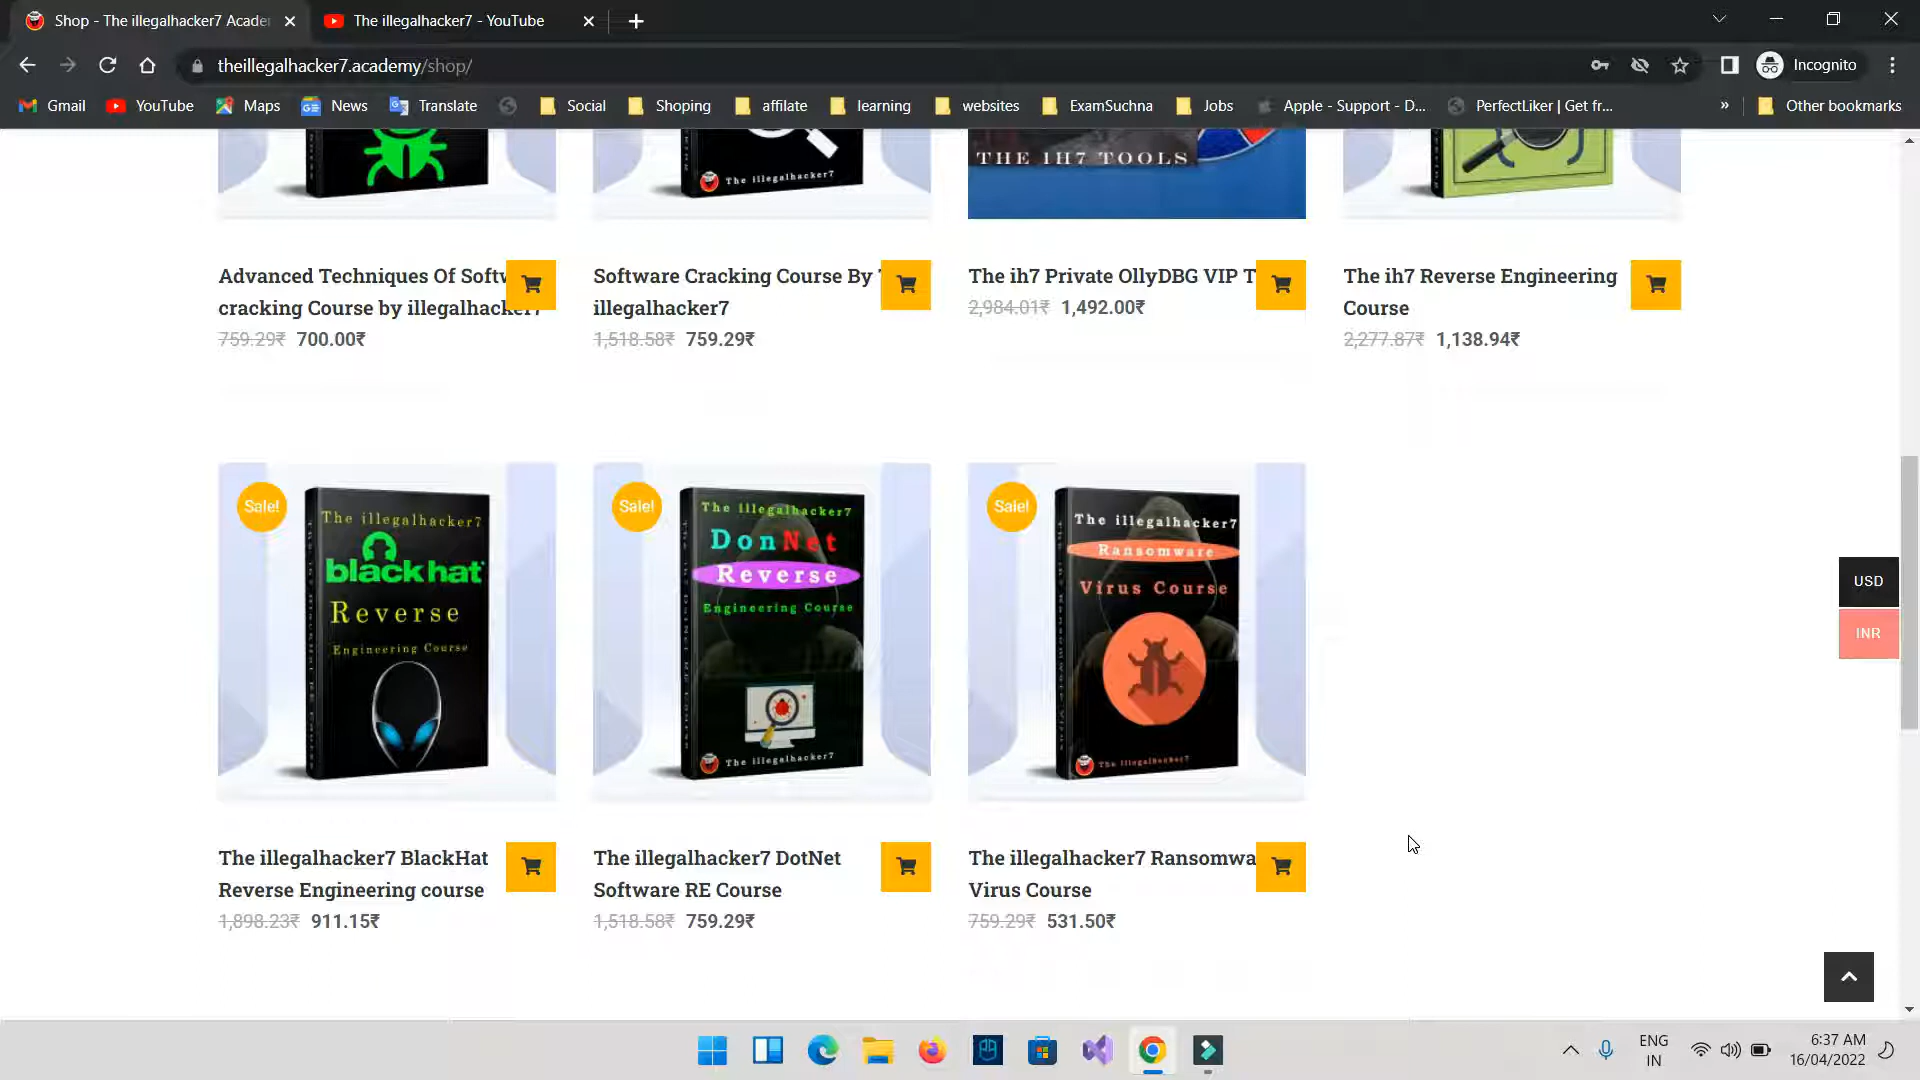 Shop - The illegalhacker7 Acade
The illegalhacker7 - YouTube
theillegalhacker7.academy/shop/
Incognito
Gmail
YouTube
Maps
News
Translate
Social
Shoping
affilate
learning
websites
ExamSuchna
Jobs
Apple - Support - D...
PerfectLiker | Get fr...
»
Other bookmarks
The illegalhacker7
THE IH7 TOOLS
Advanced Techniques Of Softw
cracking Course by illegalhacker7
759.29₹ 700.00₹
Software Cracking Course By T
illegalhacker7
1,518.58₹ 759.29₹
The ih7 Private OllyDBG VIP T
2,984.01₹ 1,492.00₹
The ih7 Reverse Engineering
Course
2,277.87₹ 1,138.94₹
Sale!
The illegalhacker7
black hat
Reverse
Engineering Course
Sale!
The illegalhacker7
DonNet
Reverse
Engineering Course
The illegalhacker7
Sale!
The illegalhacker7
Ransomware
Virus Course
The illegalhacker7
USD
INR
The illegalhacker7 BlackHat
Reverse Engineering course
1,898.23₹ 911.15₹
The illegalhacker7 DotNet
Software RE Course
1,518.58₹ 759.29₹
The illegalhacker7 Ransomwa
Virus Course
759.29₹ 531.50₹
ENG
IN
6:37 AM
16/04/2022